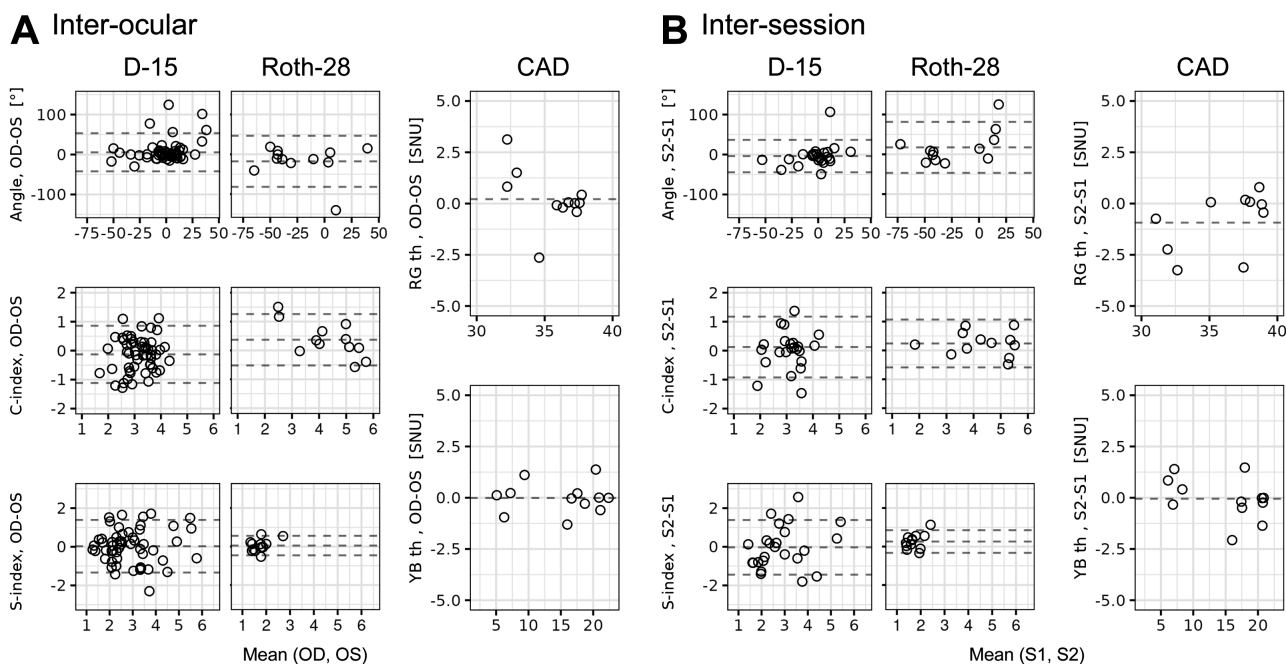 A Inter-ocular
D-15 Roth-28 CAD
Angle, OD-OS [°]
100
0
-100
-75 -50 -25 0 25 50
-75 -50 -25 0 25 50
RG th , OD-OS [SNU]
5.0
2.5
0.0
-2.5
-5.0
30 35 40
C-index, OD-OS
2
1
0
-1
-2
1 2 3 4 5 6
1 2 3 4 5 6
S-index, OD-OS
2
0
-2
1 2 3 4 5 6
1 2 3 4 5 6
YB th , OD-OS [SNU]
5.0
2.5
0.0
-2.5
-5.0
5 10 15 20
Mean (OD, OS)
B Inter-session
D-15 Roth-28 CAD
Angle , S2-S1 [°]
100
0
-100
-75 -50 -25 0 25 50
-75 -50 -25 0 25 50
RG th , S2-S1 [SNU]
5.0
2.5
0.0
-2.5
-5.0
30 35 40
C-index , S2-S1
2
1
0
-1
-2
1 2 3 4 5 6
1 2 3 4 5 6
S-index , S2-S1
2
0
-2
1 2 3 4 5 6
1 2 3 4 5 6
YB th , S2-S1 [SNU]
5.0
2.5
0.0
-2.5
-5.0
5 10 15 20
Mean (S1, S2)